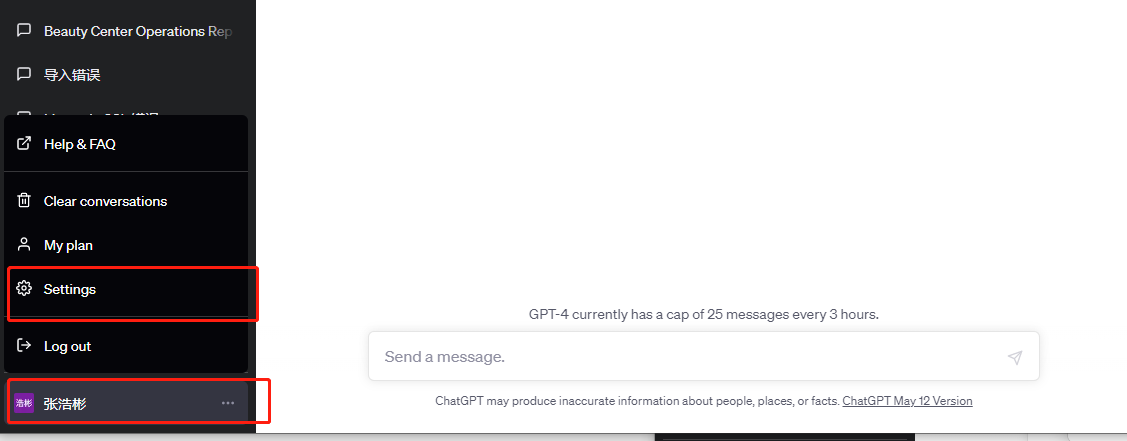 Beauty Center Operations Rep
导入错误
Help & FAQ
Clear conversations
My plan
Settings
Log out
浩彬
张浩彬
GPT-4 currently has a cap of 25 messages every 3 hours.
Send a message.
ChatGPT may produce inaccurate information about people, places, or facts. ChatGPT May 12 Version